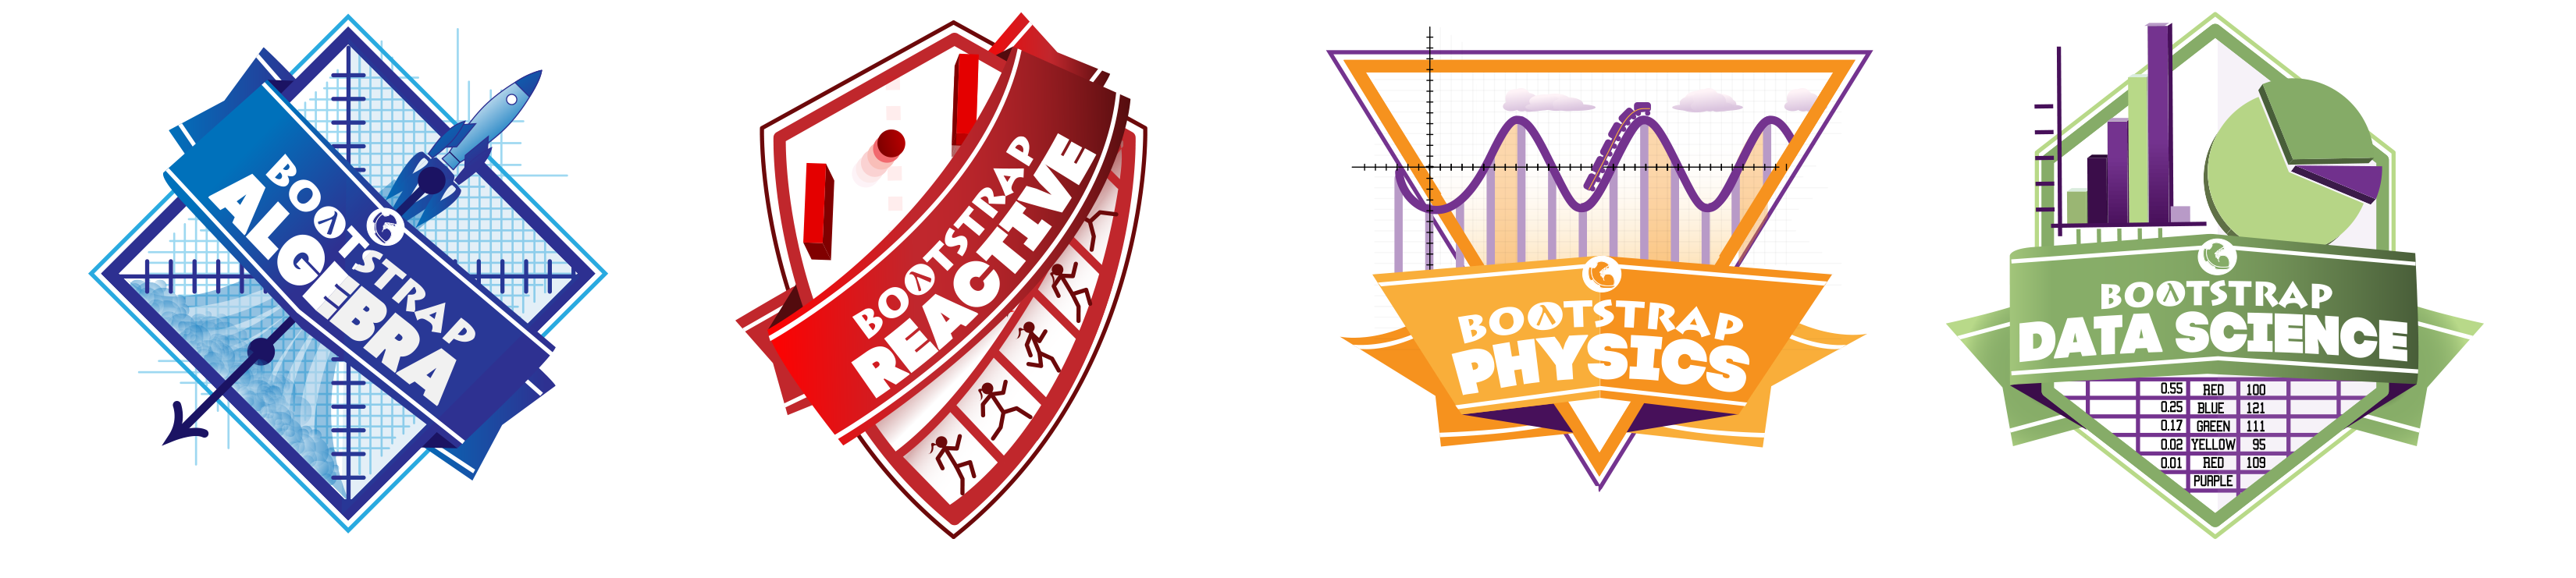 BOOTSTRAP
ALGEBRA
BOOTSTRAP
REACTIVE
BOOTSTRAP
PHYSICS
BOOTSTRAP
DATA SCIENCE
0.55 RED 100
0.25 BLUE 121
0.17 GREEN 111
0.02 YELLOW 95
0.01 RED 109
PURPLE